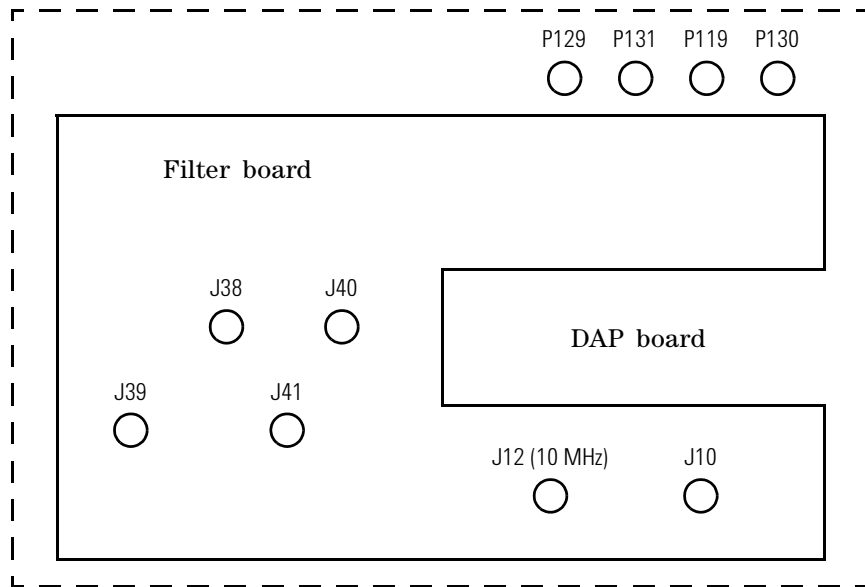 P129 P131 P119 P130
Filter board
J38 J40
DAP board
J39 J41
J12 (10 MHz) J10